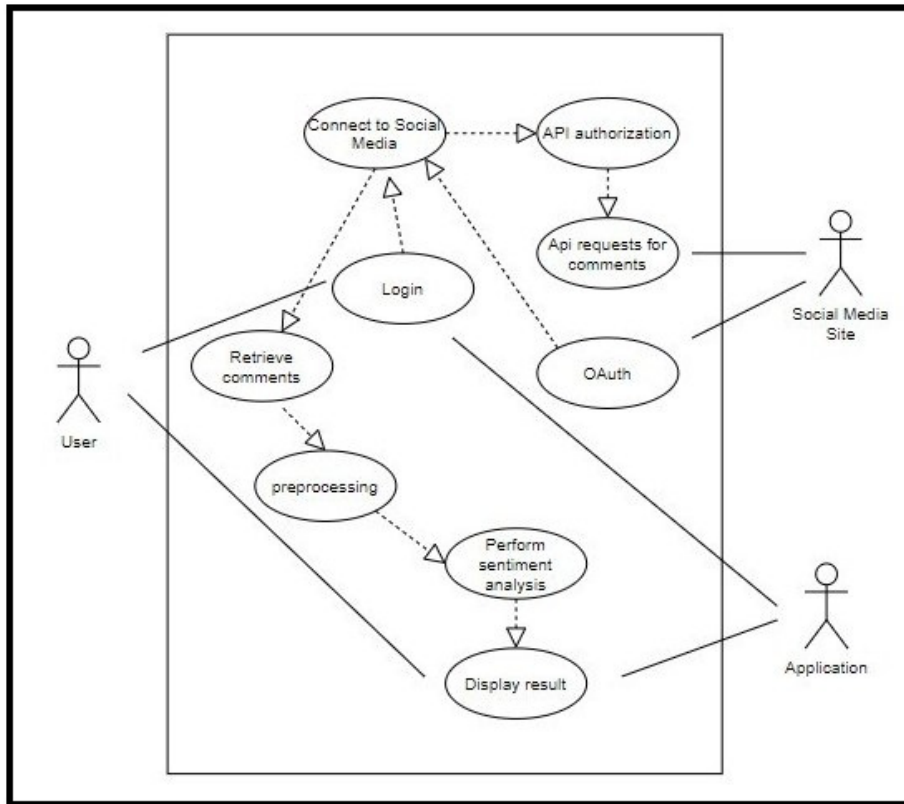 Connect to Social
Media
API authorization
Api requests for
comments
Login
Social Media
Site
Retrieve
comments
OAuth
User
preprocessing
Perform
sentiment
analysis
Application
Display result